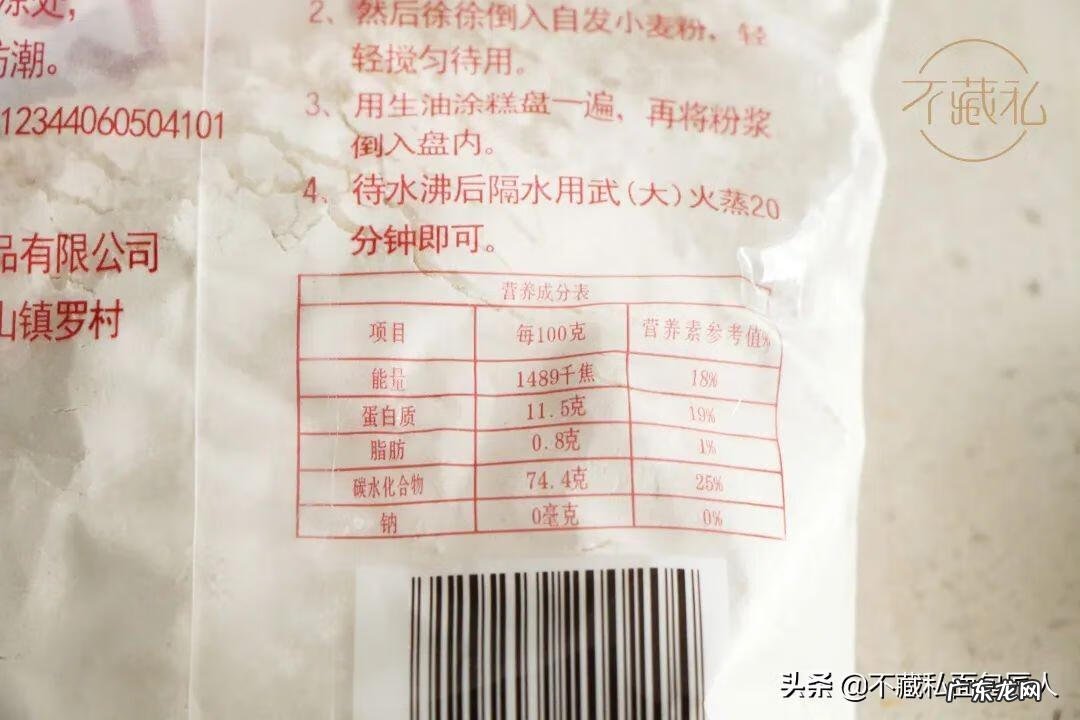 凉处,
防潮。
12344060504101
品有限公司
山镇罗村
2、然后徐徐倒入自发小麦粉，轻
轻搅匀待用。
3、用生油涂糕盘一遍，再将粉浆
倒入盘内。
4、待水沸后隔水用武(大)火蒸20
分钟即可。
营养成分表
项目 每100克 营养素参考值%
能量 1489千焦 18%
蛋白质 11.5克 19%
脂肪 0.8克 1%
碳水化合物 74.4克 25%
钠 0毫克 0%
不藏私
头条 @不藏私
广东龙网